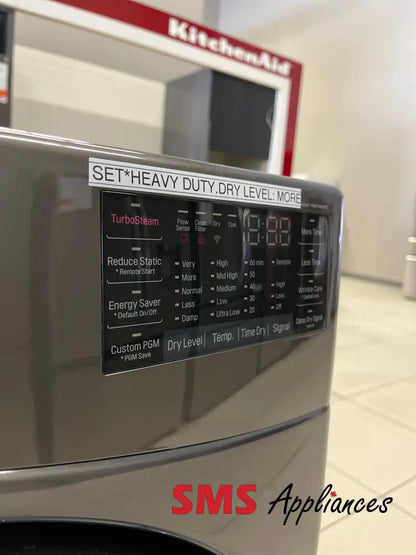 KitchenAid
SET*HEAVY DUTY.DRY LEVEL: MORE
TurboSteam
Flow Sense
Clean Filter
Dry
Cool
More Time
Reduce Static
* Remote Start
Less Time
Energy Saver
* Default On/Off
Wrinkle Care
Custom PGM
* PGM Save
Damp Dry Signal
Very
More
Normal
Less
Damp
High
Mid High
Medium
Low
Ultra Low
60 min
50
40
30
20
Remote
High
Low
Off
Dry Level
Temp.
Time Dry
Signal
SMS Appliances